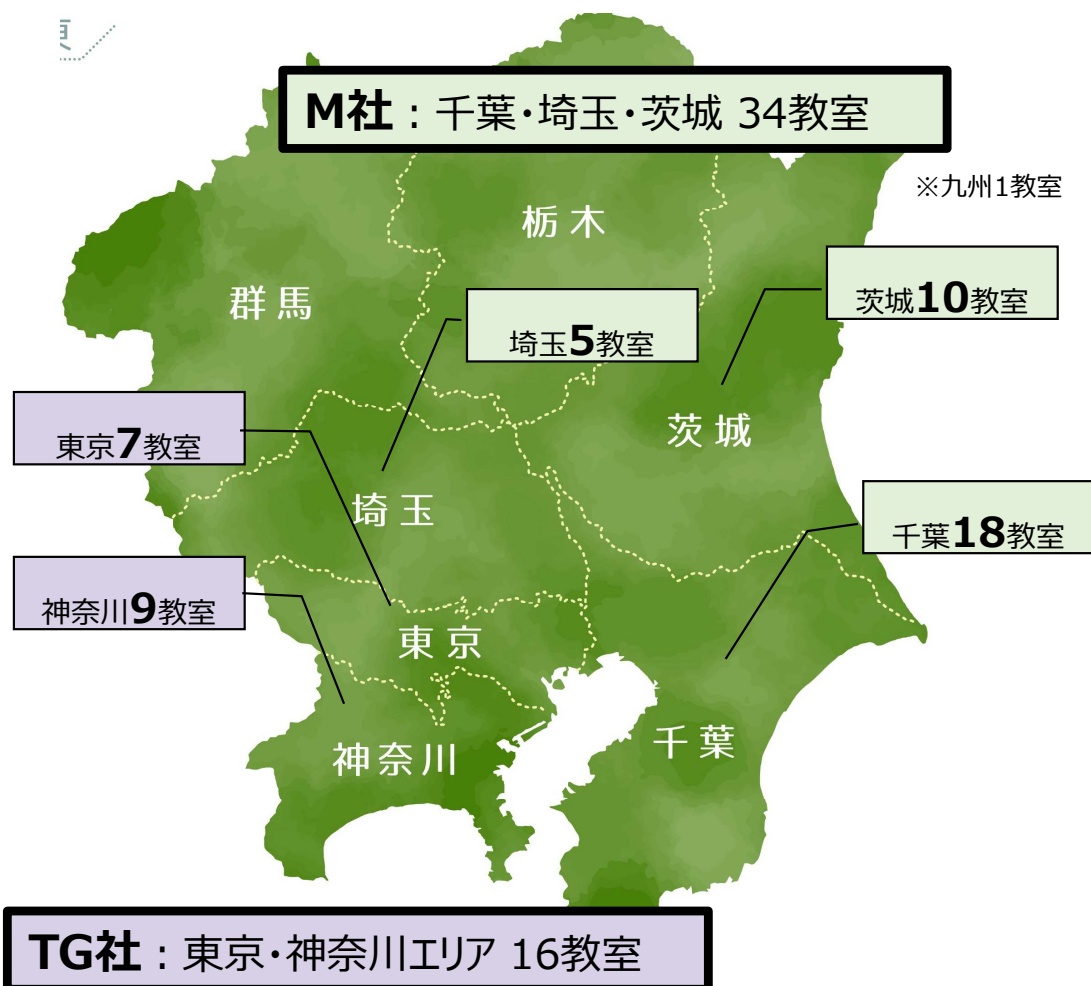 M社：千葉・埼玉・茨城 34教室
※九州1教室
栃木
群馬
茨城10教室
埼玉5教室
東京7教室
茨城
埼玉
千葉18教室
神奈川9教室
東京
千葉
神奈川
TG社：東京・神奈川エリア 16教室